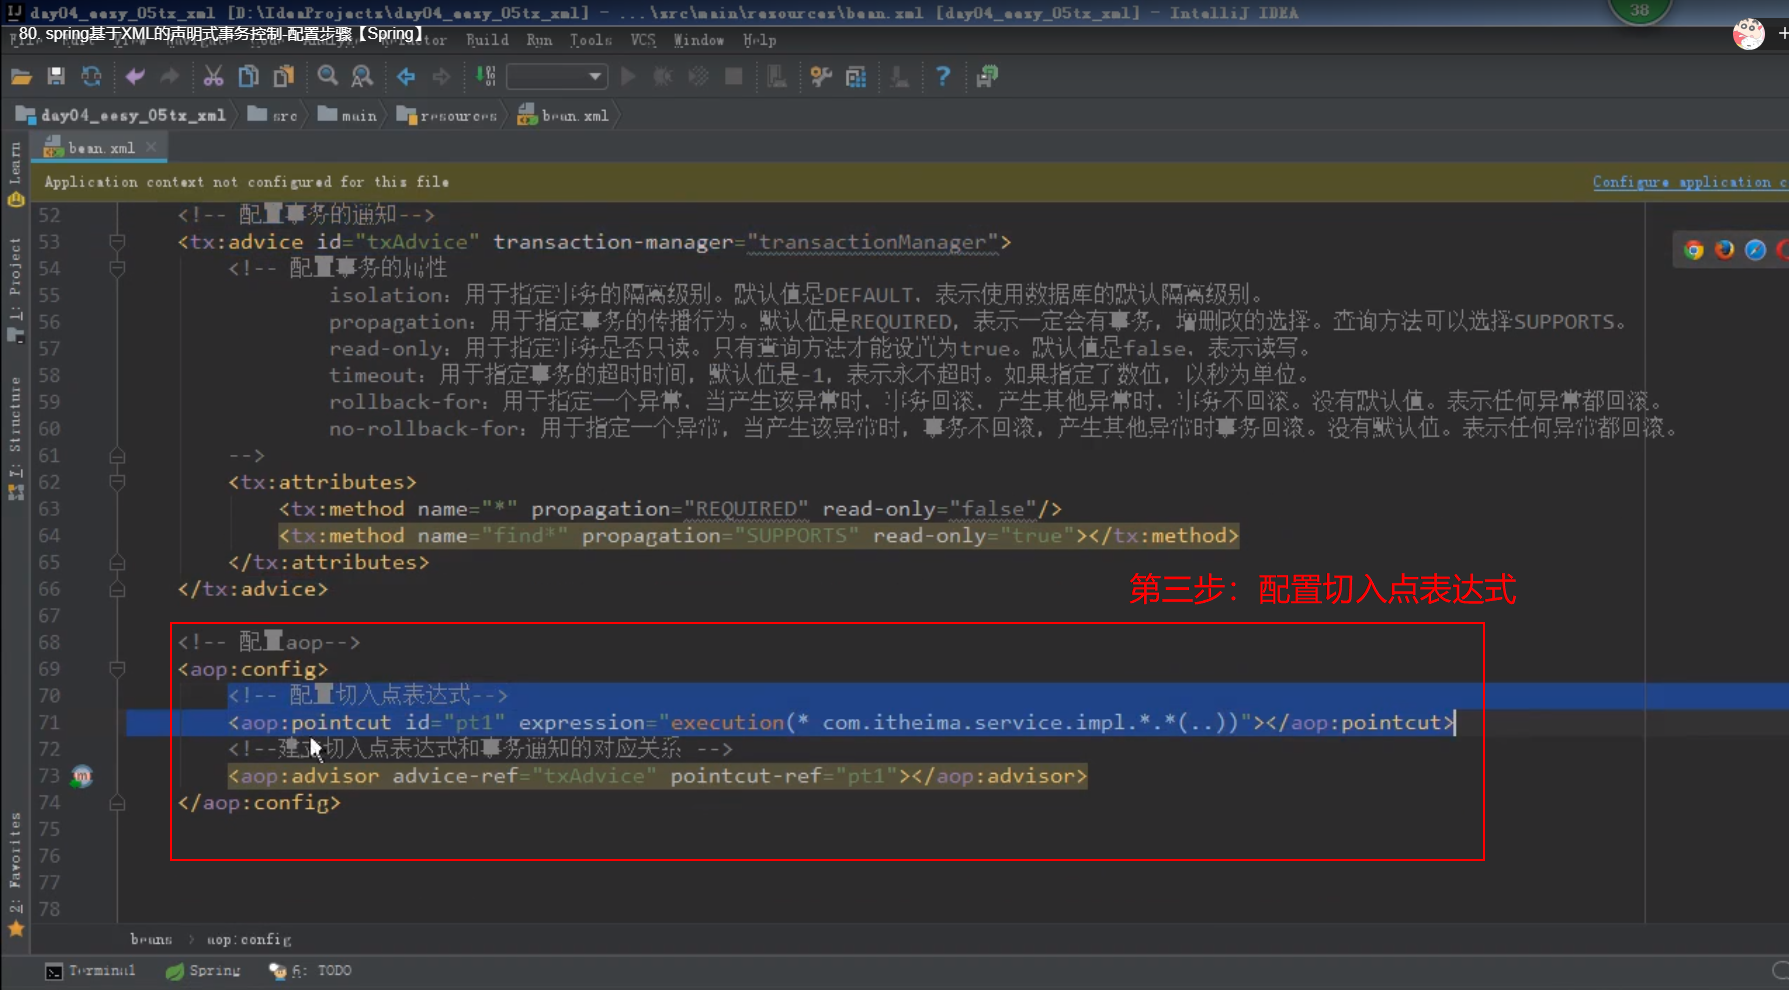 day04_eesy_05tx_xml [D:\IdeaProjects\day04_eesy_05tx_xml] - ...\src\main\resources\bean.xml [day04_eesy_05tx_xml] - IntelliJ IDEA
38
80. spring基于XML的声明式事务控制-配置步骤【Spring】
Build Run Tools VCS Window Help
day04_eesy_05tx_xml src main resources bean.xml
bean.xml
Application context not configured for this file
Configure application c
52 <!-- 配置事务的通知-->
53 <tx:advice id="txAdvice" transaction-manager="transactionManager">
54 <!-- 配置事务的属性
55 isolation：用于指定事务的隔离级别。默认值是DEFAULT，表示使用数据库的默认隔离级别。
56 propagation：用于指定事务的传播行为。默认值是REQUIRED，表示一定会有事务，增删改的选择。查询方法可以选择SUPPORTS。
57 read-only：用于指定事务是否只读。只有查询方法才能设置为true。默认值是false，表示读写。
58 timeout：用于指定事务的超时时间，默认值是-1，表示永不超时。如果指定了数值，以秒为单位。
59 rollback-for：用于指定一个异常，当产生该异常时，事务回滚，产生其他异常时，事务不回滚。没有默认值。表示任何异常都回滚。
60 no-rollback-for：用于指定一个异常，当产生该异常时，事务不回滚，产生其他异常时事务回滚。没有默认值。表示任何异常都回滚。
61 -->
62 <tx:attributes>
63 <tx:method name="*" propagation="REQUIRED" read-only="false"/>
64 <tx:method name="find*" propagation="SUPPORTS" read-only="true"></tx:method>
65 </tx:attributes>
66 </tx:advice>
第三步：配置切入点表达式
67
68 <!-- 配置aop-->
69 <aop:config>
70 <!-- 配置切入点表达式-->
71 <aop:pointcut id="pt1" expression="execution(* com.itheima.service.impl.*.*(..))"></aop:pointcut>
72 <!--建立切入点表达式和事务通知的对应关系 -->
73 <aop:advisor advice-ref="txAdvice" pointcut-ref="pt1"></aop:advisor>
74 </aop:config>
75
76
77
78
Learn
1: Project
7: Structure
2: Favorites
beans > aop:config
Terminal Spring 6: TODO